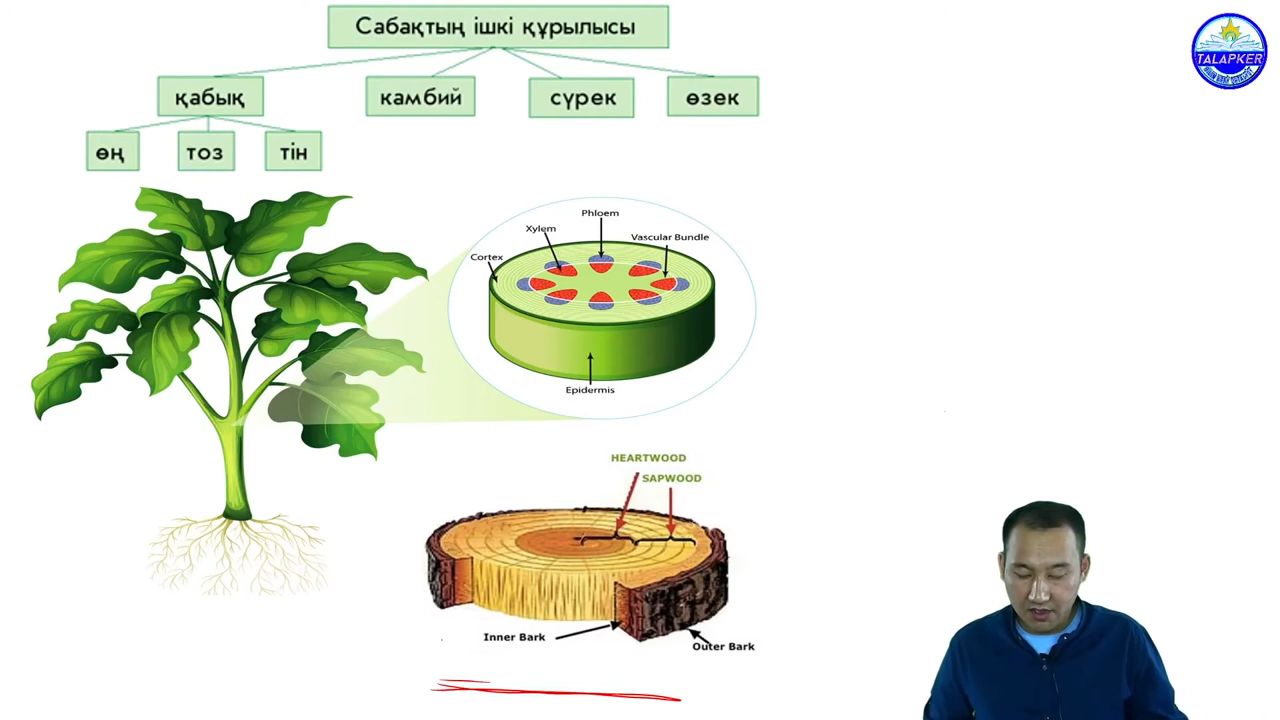 Сабақтың ішкі құрылысы
TALAPKER
қабық
камбий
сүрек
өзек
өң
тоз
тін
Phloem
Xylem
Vascular Bundle
Cortex
Epidermis
HEARTWOOD
SAPWOOD
Inner Bark
Outer Bark